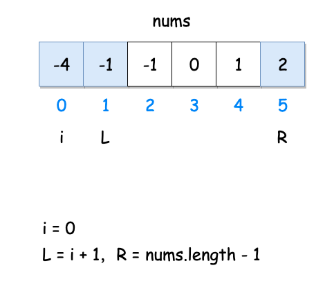 nums
-4 -1 -1 0 1 2
0 1 2 3 4 5
i L R
i = 0
L = i + 1, R = nums.length - 1